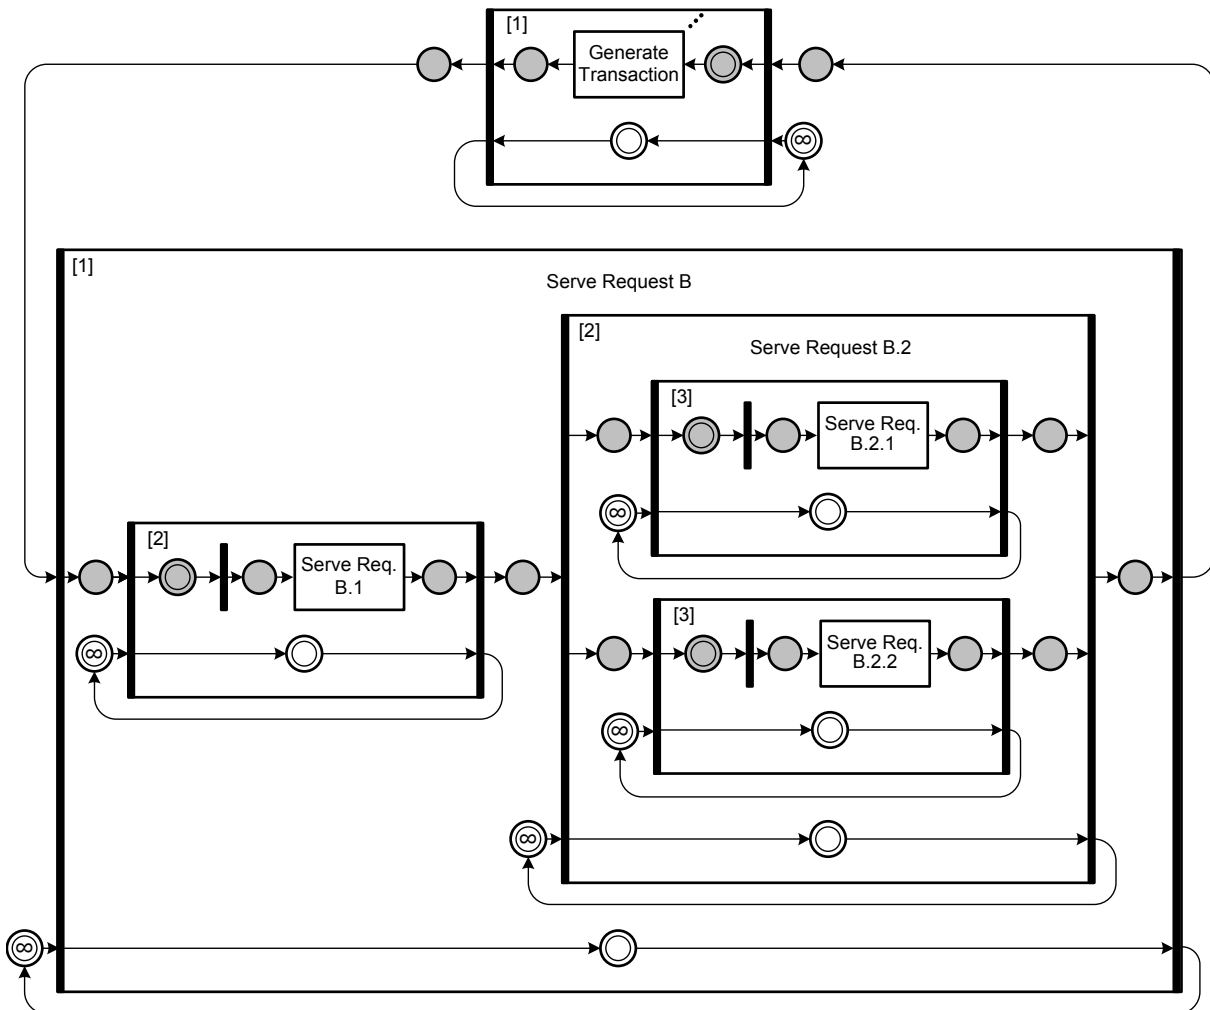 [1]
Generate
Transaction
∞
[1]
Serve Request B
[2]
Serve Request B.2
[3]
Serve Req.
B.2.1
∞
[2]
Serve Req.
B.1
∞
[3]
Serve Req.
B.2.2
∞
∞
∞